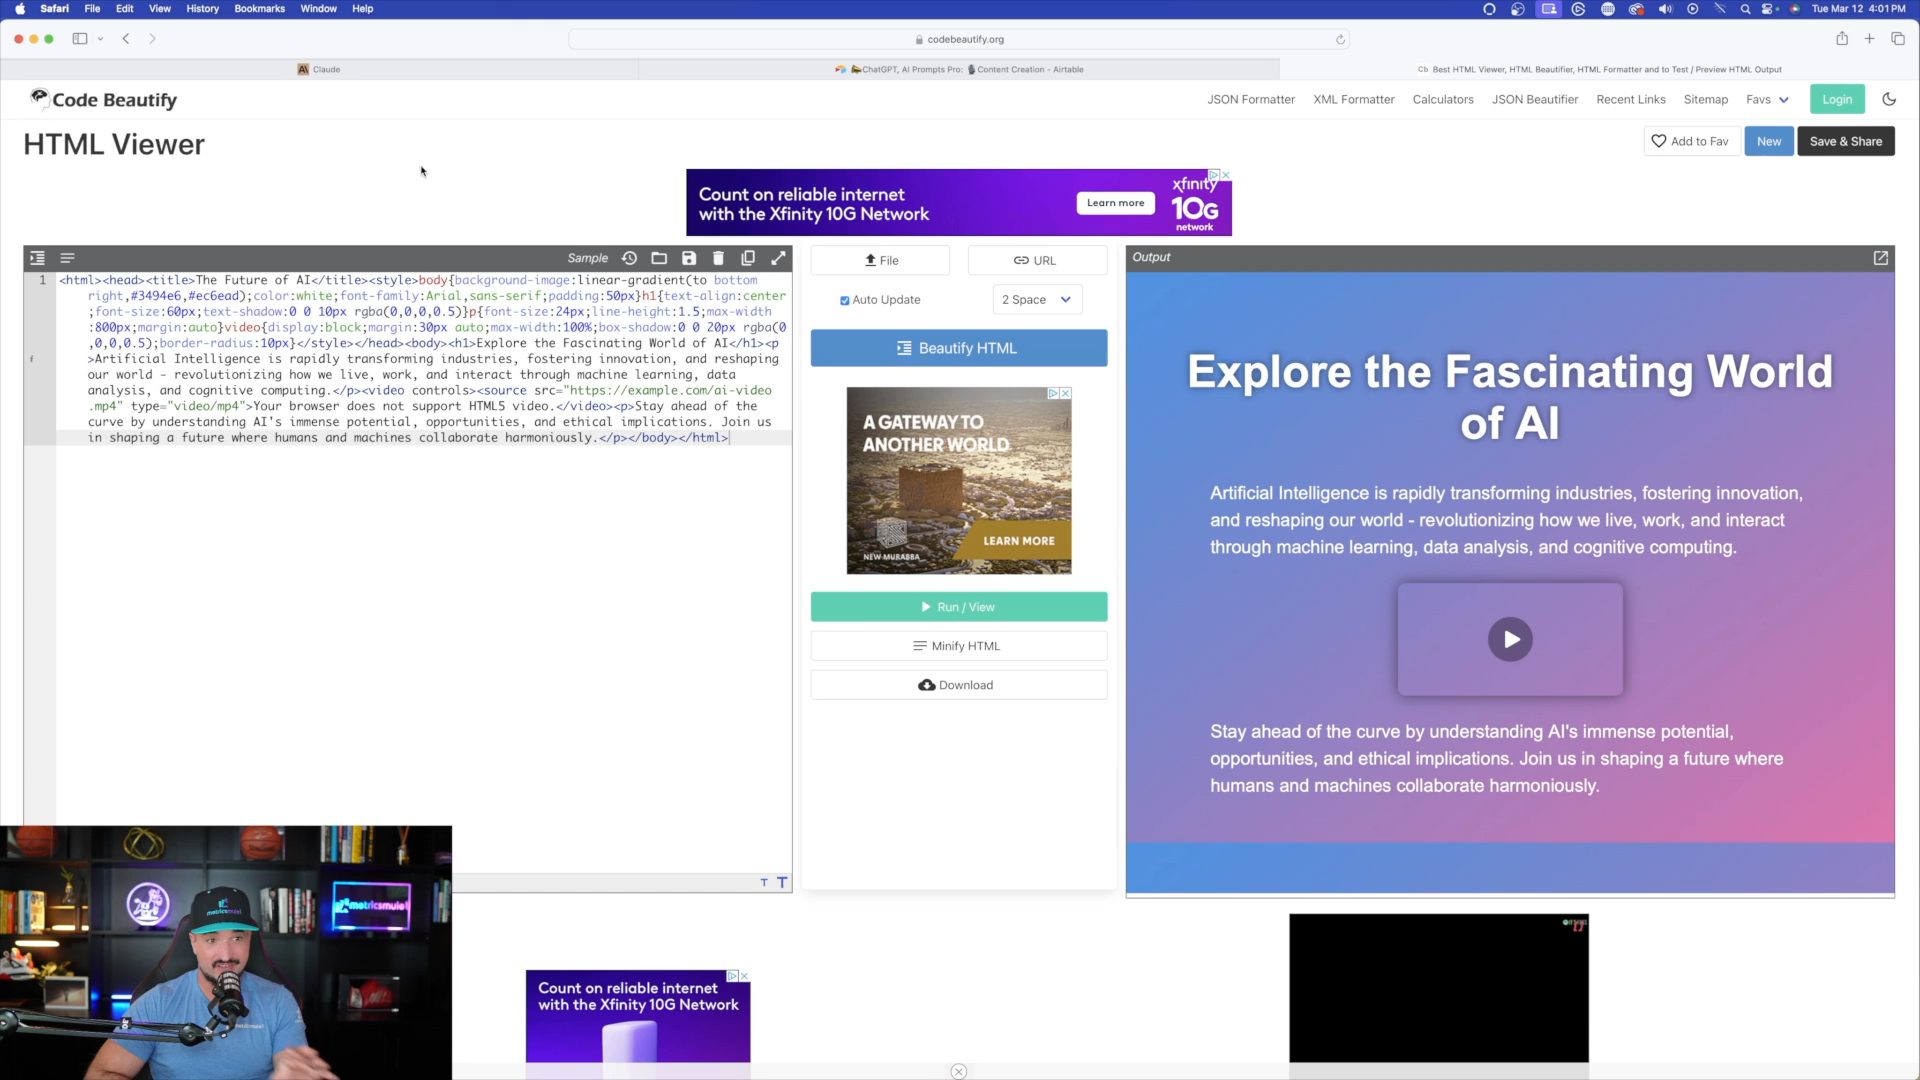 Safari File Edit View History Bookmarks Window Help
Tue Mar 12 4:01 PM
codebeautify.org
Claude
ChatGPT, AI Prompts Pro: Content Creation - Airtable
Cb Best HTML Viewer, HTML Beautifier, HTML Formatter and to Test / Preview HTML Output
Code Beautify
JSON Formatter XML Formatter Calculators JSON Beautifier Recent Links Sitemap Favs Login
HTML Viewer
Add to Fav New Save & Share
Count on reliable internet
with the Xfinity 10G Network
Learn more
xfinity
10G
network
Sample
1
<html><head><title>The Future of AI</title><style>body{background-image:linear-gradient(to bottom
right,#3494e6,#ec6ead);color:white;font-family:Arial,sans-serif;padding:50px}h1{text-align:center
;font-size:60px;text-shadow:0 0 10px rgba(0,0,0,0.5)}p{font-size:24px;line-height:1.5;max-width
:800px;margin:auto}video{display:block;margin:30px auto;max-width:100%;box-shadow:0 0 20px rgba(0
,0,0,0.5);border-radius:10px}</style></head><body><h1>Explore the Fascinating World of AI</h1><p
>Artificial Intelligence is rapidly transforming industries, fostering innovation, and reshaping
our world - revolutionizing how we live, work, and interact through machine learning, data
analysis, and cognitive computing.</p><video controls><source src="https://example.com/ai-video
.mp4" type="video/mp4">Your browser does not support HTML5 video.</video><p>Stay ahead of the
curve by understanding AI's immense potential, opportunities, and ethical implications. Join us
in shaping a future where humans and machines collaborate harmoniously.</p></body></html>
File
URL
Auto Update
2 Space
Beautify HTML
A GATEWAY TO
ANOTHER WORLD
NEW MURABBA
LEARN MORE
Run / View
Minify HTML
Download
Output
Explore the Fascinating World
of AI
Artificial Intelligence is rapidly transforming industries, fostering innovation,
and reshaping our world - revolutionizing how we live, work, and interact
through machine learning, data analysis, and cognitive computing.
Stay ahead of the curve by understanding AI's immense potential,
opportunities, and ethical implications. Join us in shaping a future where
humans and machines collaborate harmoniously.
T T
metricsmule
metricsmule
Count on reliable internet
with the Xfinity 10G Network